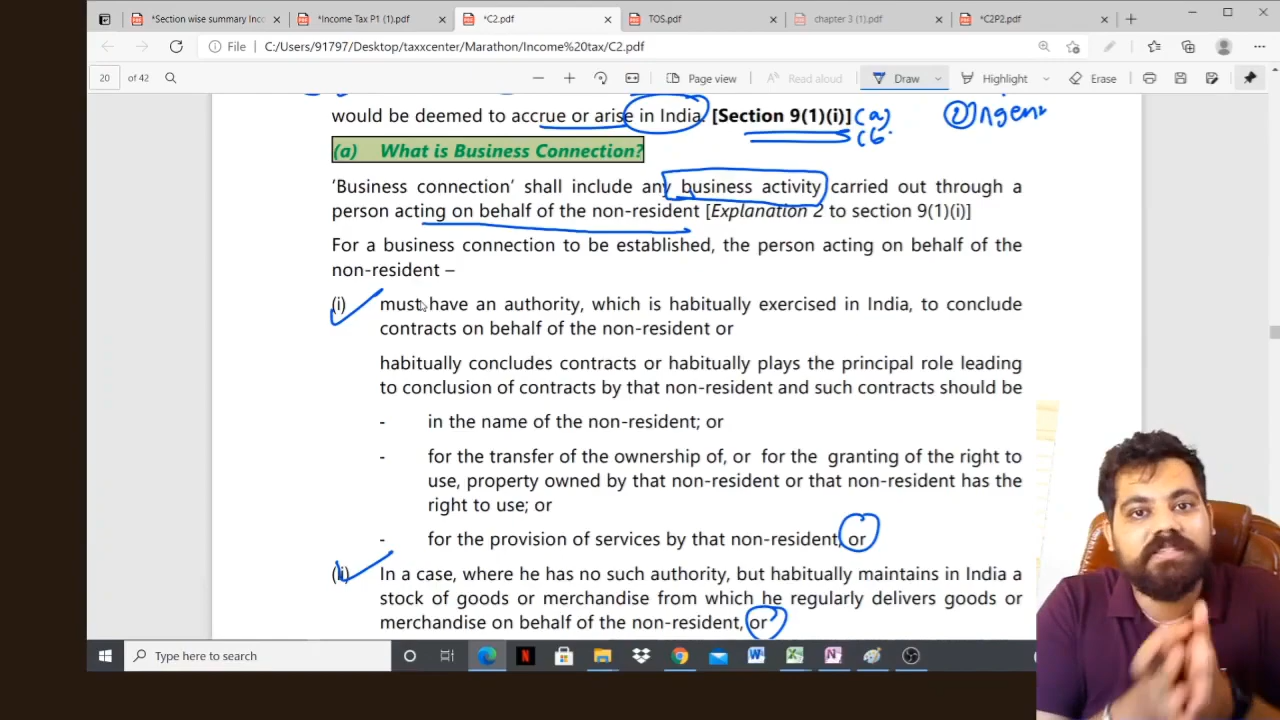 *Section wise summary Inc
*Income Tax P1 (1).pdf
*C2.pdf
TOS.pdf
chapter 3 (1).pdf
*C2P2.pdf
File
C:/Users/91797/Desktop/taxxcenter/Marathon/Income%20tax/C2.pdf
20 of 42
Page view
Read aloud
Draw
Highlight
Erase
would be deemed to accrue or arise in India. [Section 9(1)(i)] (a)
(b
② Agent
(a) What is Business Connection?
‘Business connection’ shall include any business activity carried out through a
person acting on behalf of the non-resident [Explanation 2 to section 9(1)(i)]
For a business connection to be established, the person acting on behalf of the
non-resident –
(i) must have an authority, which is habitually exercised in India, to conclude
contracts on behalf of the non-resident or
habitually concludes contracts or habitually plays the principal role leading
to conclusion of contracts by that non-resident and such contracts should be
- in the name of the non-resident; or
- for the transfer of the ownership of, or for the granting of the right to
use, property owned by that non-resident or that non-resident has the
right to use; or
- for the provision of services by that non-resident, or
(ii) In a case, where he has no such authority, but habitually maintains in India a
stock of goods or merchandise from which he regularly delivers goods or
merchandise on behalf of the non-resident, or
Type here to search